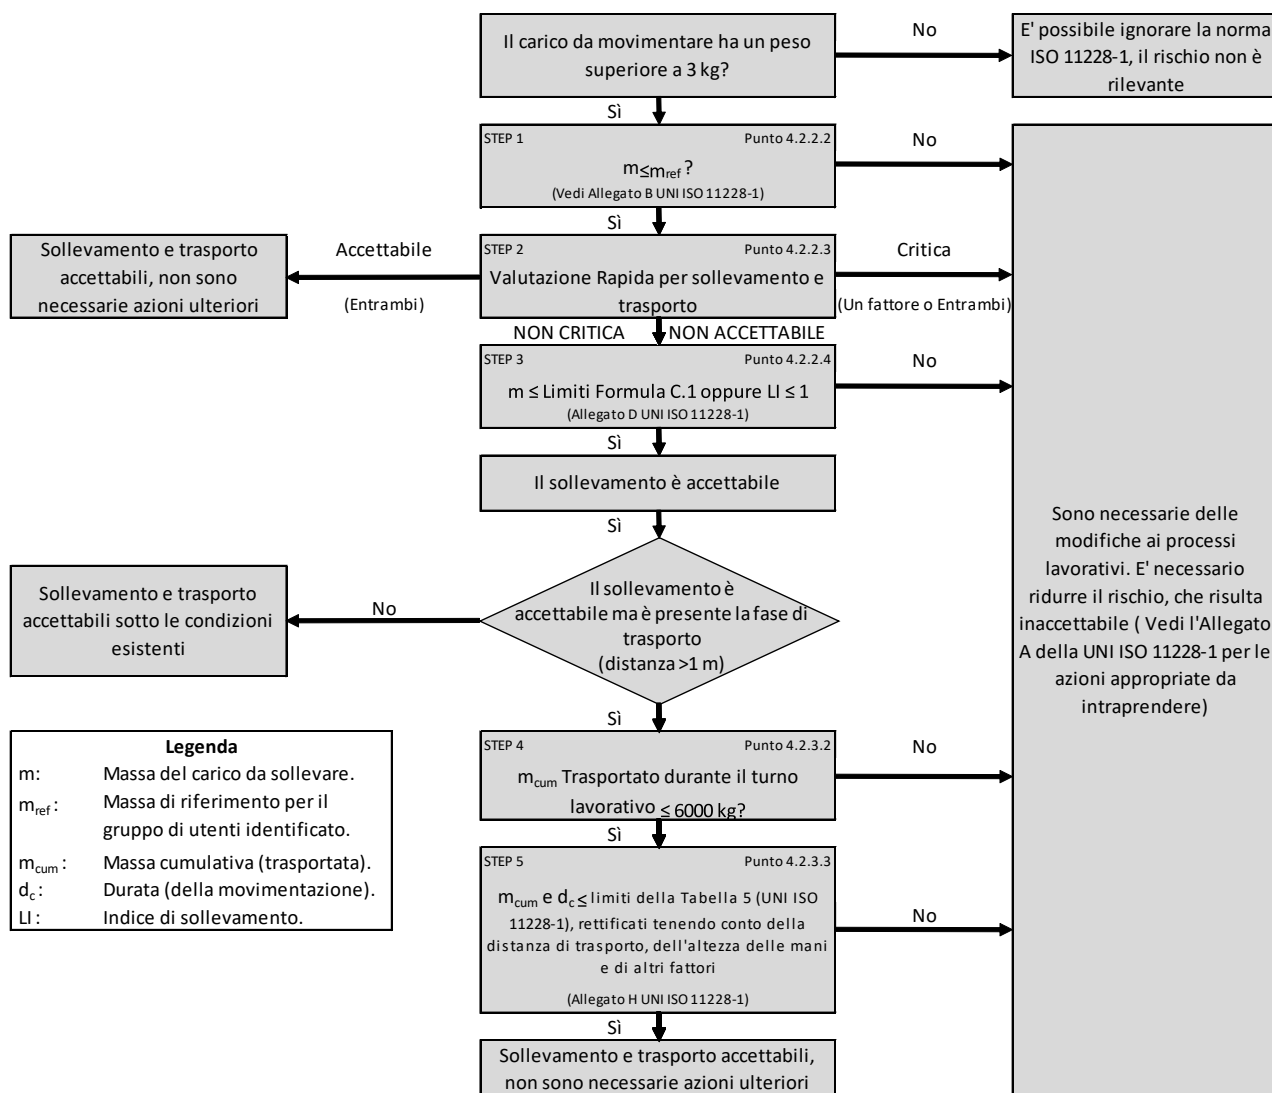 Il carico da movimentare ha un peso
superiore a 3 kg?
No
E' possibile ignorare la norma
ISO 11228-1, il rischio non è
rilevante
Sì
STEP 1 Punto 4.2.2.2
m≤mref ?
(Vedi Allegato B UNI ISO 11228-1)
No
Sì
Sollevamento e trasporto
accettabili, non sono
necessarie azioni ulteriori
Accettabile
(Entrambi)
STEP 2 Punto 4.2.2.3
Valutazione Rapida per sollevamento e
trasporto
Critica
(Un fattore o Entrambi)
NON CRITICA NON ACCETTABILE
STEP 3 Punto 4.2.2.4
m ≤ Limiti Formula C.1 oppure LI ≤ 1
(Allegato D UNI ISO 11228-1)
No
Sì
Il sollevamento è accettabile
Sì
Sollevamento e trasporto
accettabili sotto le condizioni
esistenti
No
Il sollevamento è
accettabile ma è presente la fase di
trasporto
(distanza >1 m)
Sono necessarie delle
modifiche ai processi
lavorativi. E' necessario
ridurre il rischio, che risulta
inaccettabile ( Vedi l'Allegato
A della UNI ISO 11228-1 per le
azioni appropriate da
intraprendere)
Sì
STEP 4 Punto 4.2.3.2
mcum Trasportato durante il turno
lavorativo ≤ 6000 kg?
No
Sì
STEP 5 Punto 4.2.3.3
mcum e dc ≤ limiti della Tabella 5 (UNI ISO
11228-1), rettificati tenendo conto della
distanza di trasporto, dell'altezza delle mani
e di altri fattori
(Allegato H UNI ISO 11228-1)
No
Sì
Sollevamento e trasporto accettabili,
non sono necessarie azioni ulteriori
Legenda
m: Massa del carico da sollevare.
mref : Massa di riferimento per il
gruppo di utenti identificato.
mcum : Massa cumulativa (trasportata).
dc : Durata (della movimentazione).
LI : Indice di sollevamento.